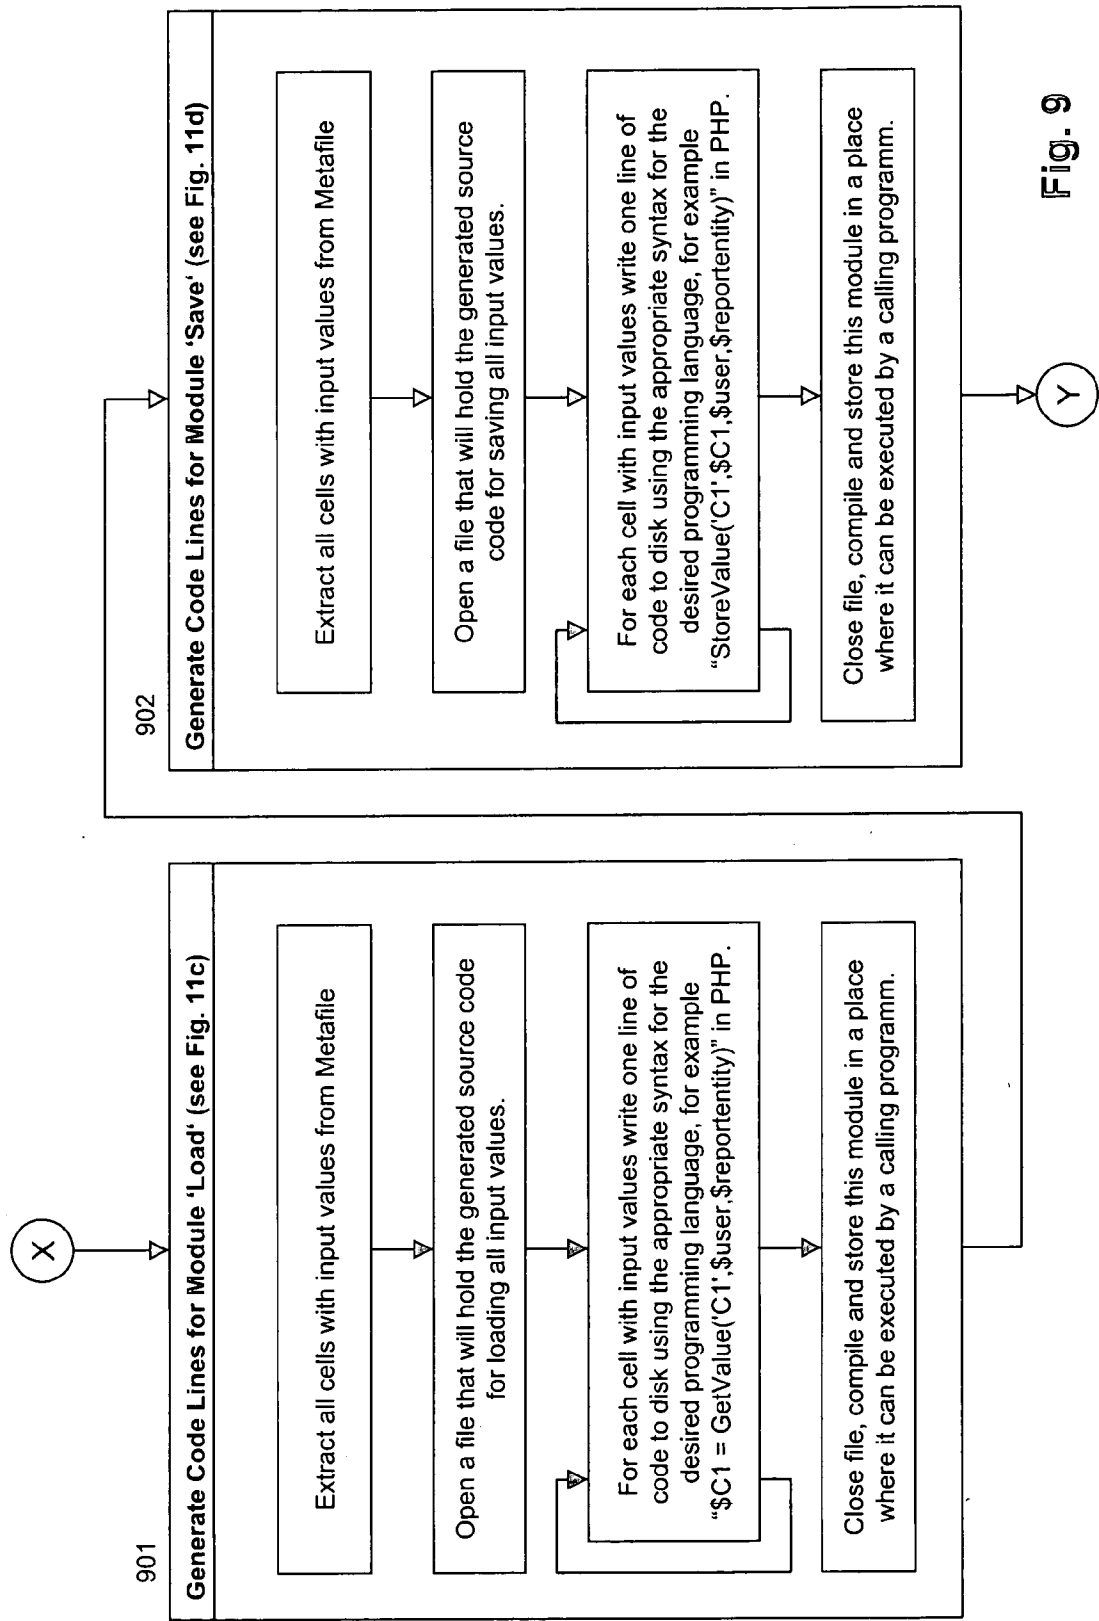 X
901
Generate Code Lines for Module 'Load' (see Fig. 11c)
Extract all cells with input values from Metafile
Open a file that will hold the generated source code
for loading all input values.
For each cell with input values write one line of
code to disk using the appropriate syntax for the
desired programming language, for example
“$C1 = GetValue('C1',$user,$reportentity)” in PHP.
Close file, compile and store this module in a place
where it can be executed by a calling programm.
902
Generate Code Lines for Module 'Save' (see Fig. 11d)
Extract all cells with input values from Metafile
Open a file that will hold the generated source
code for saving all input values.
For each cell with input values write one line of
code to disk using the appropriate syntax for the
desired programming language, for example
“StoreValue('C1',$C1,$user,$reportentity)” in PHP.
Close file, compile and store this module in a place
where it can be executed by a calling programm.
Y
Fig. 9